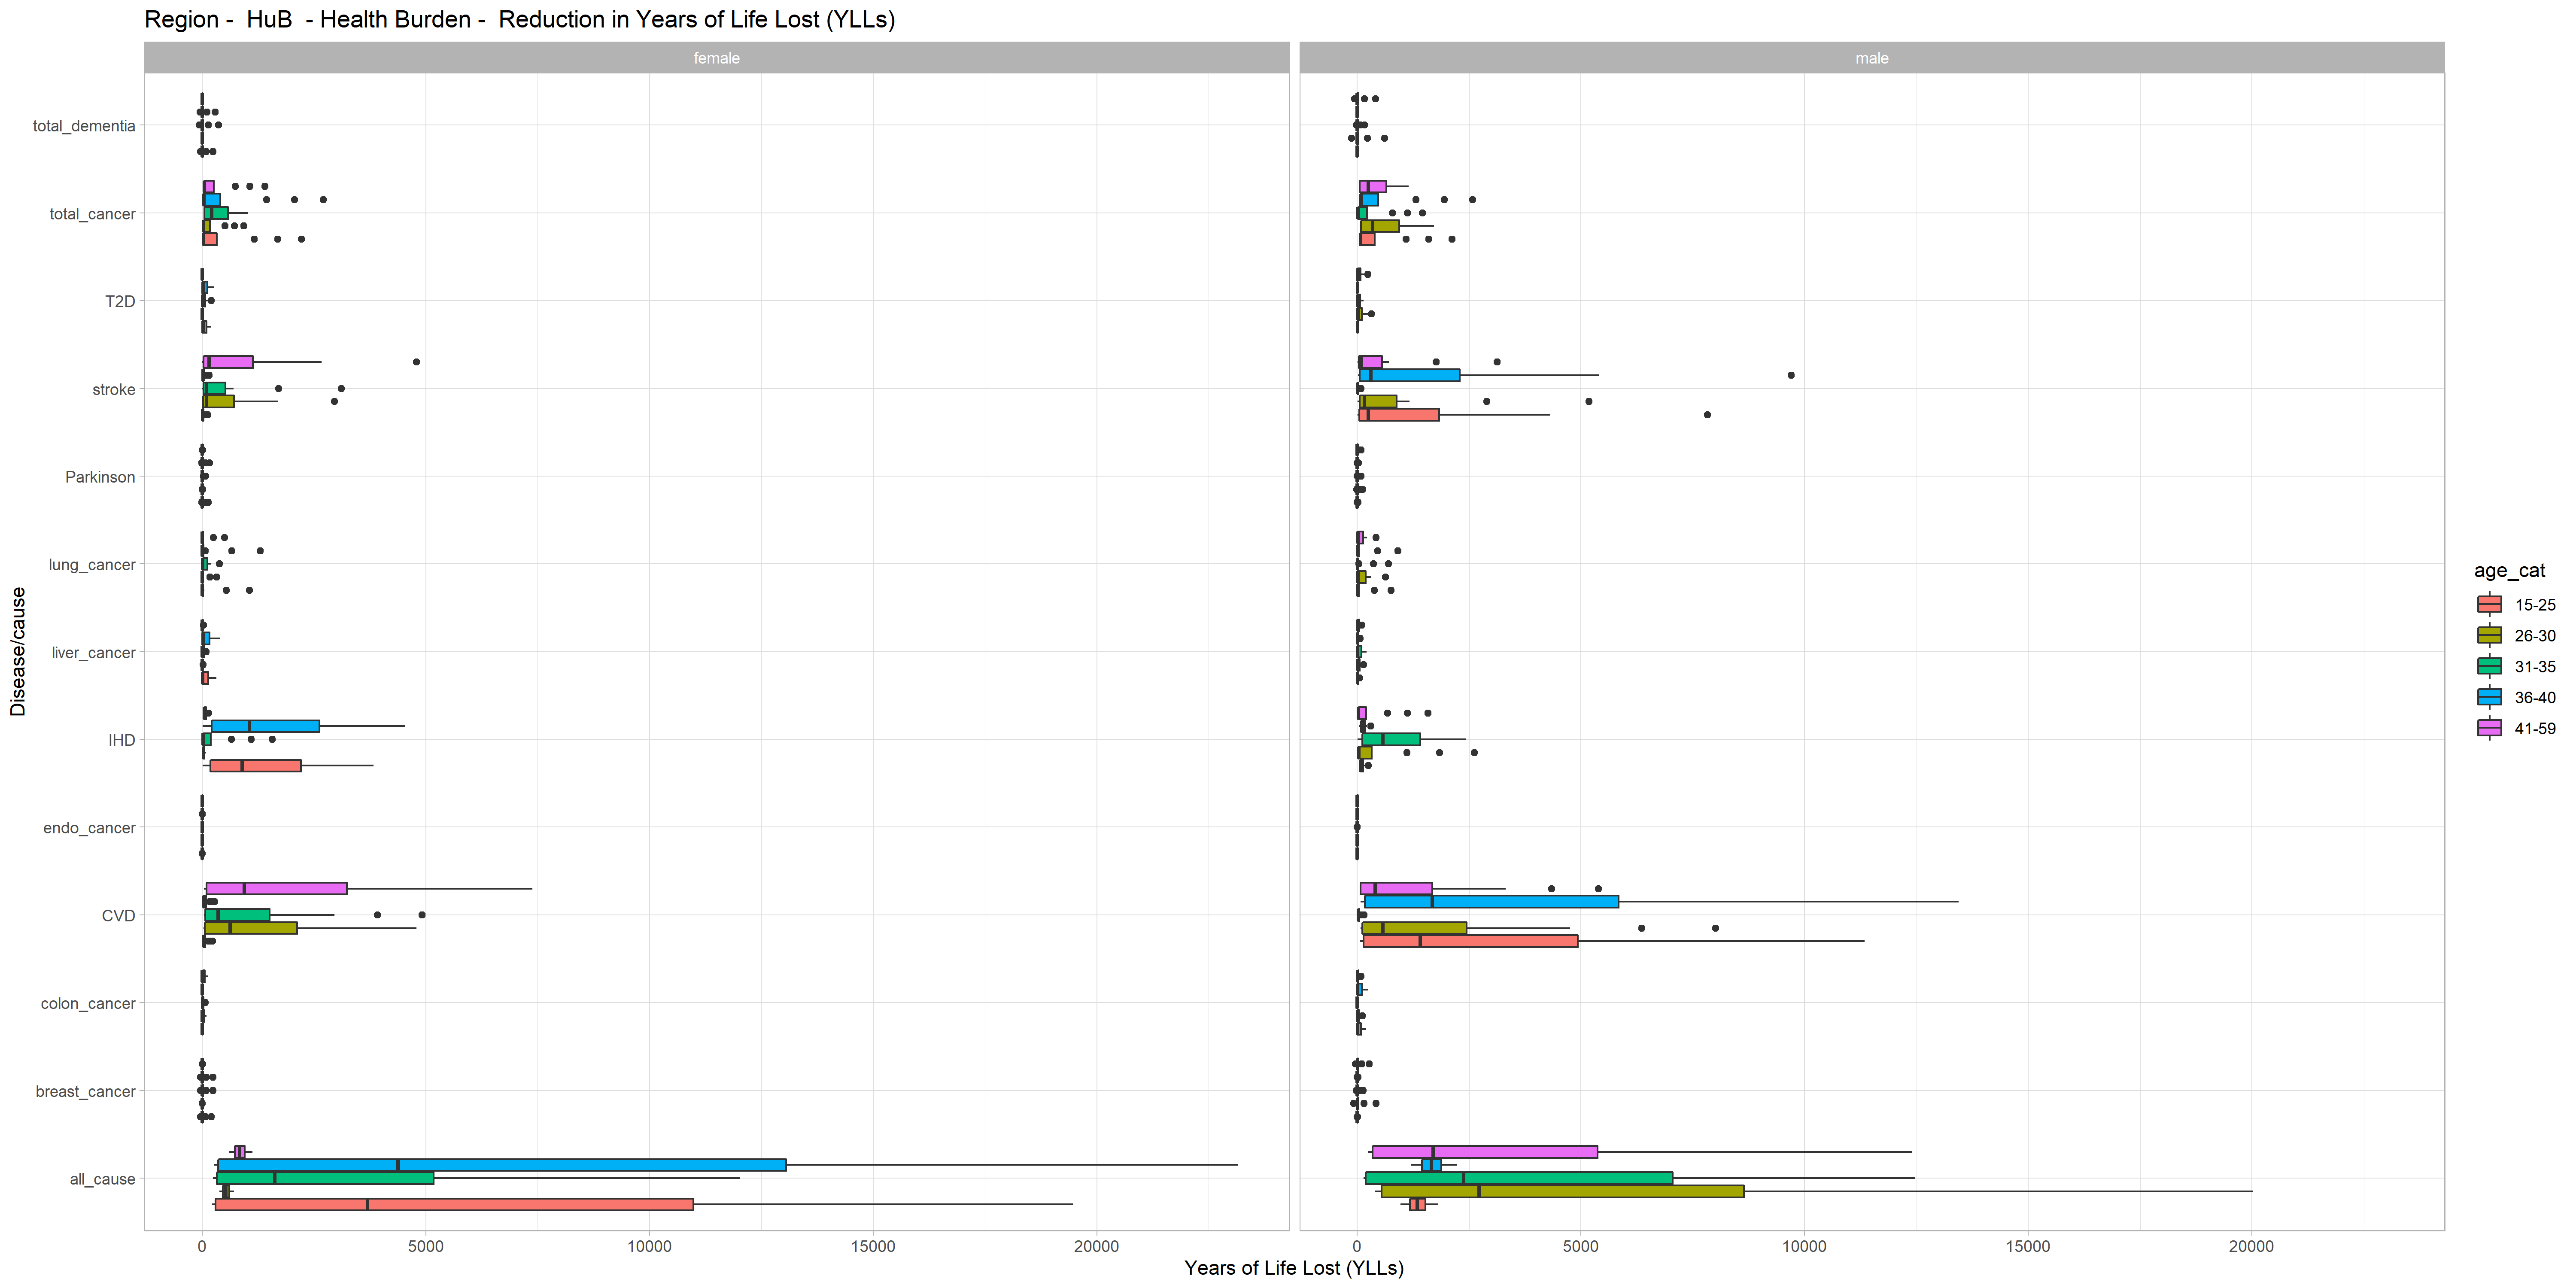 Region -  HuB  - Health Burden -  Reduction in Years of Life Lost (YLLs)
female
male
Disease/cause
total_dementia
total_cancer
T2D
stroke
Parkinson
lung_cancer
liver_cancer
IHD
endo_cancer
CVD
colon_cancer
breast_cancer
all_cause
0 5000 10000 15000 20000
0 5000 10000 15000 20000
Years of Life Lost (YLLs)
age_cat
15-25
26-30
31-35
36-40
41-59